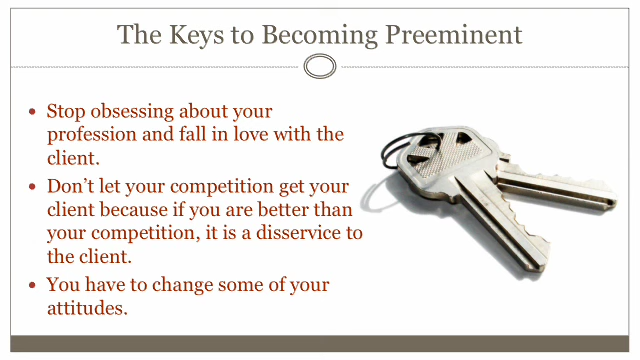 The Keys to Becoming Preeminent
• Stop obsessing about your
profession and fall in love with the
client.
• Don’t let your competition get your
client because if you are better than
your competition, it is a disservice to
the client.
• You have to change some of your
attitudes.